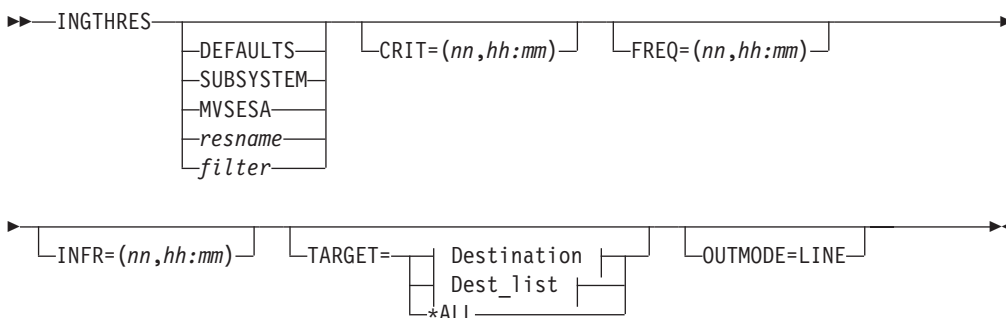 INGTHRES
DEFAULTS
SUBSYSTEM
MVSESA
resname
filter
CRIT=(nn,hh:mm)
FREQ=(nn,hh:mm)
INFR=(nn,hh:mm)
TARGET=
Destination
Dest_list
*ALL
OUTMODE=LINE